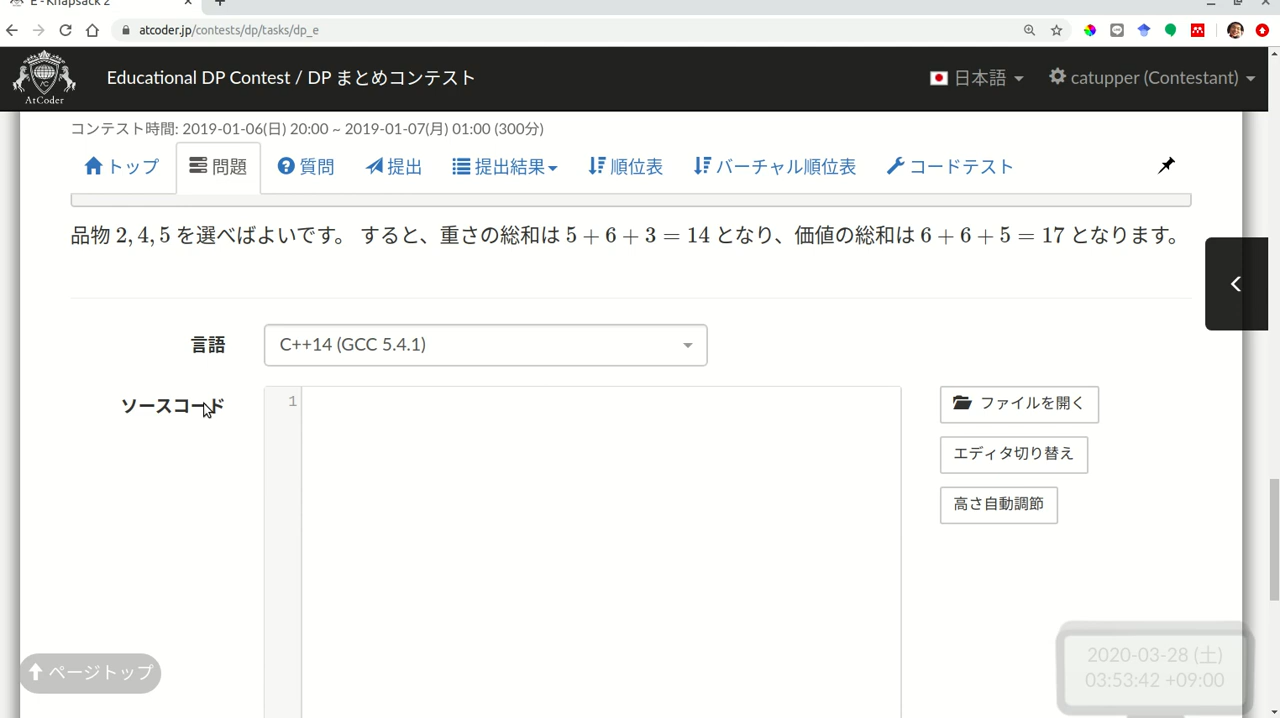 E - Knapsack 2
atcoder.jp/contests/dp/tasks/dp_e
AtCoder
Educational DP Contest / DP まとめコンテスト
日本語
catupper (Contestant)
コンテスト時間: 2019-01-06(日) 20:00 ~ 2019-01-07(月) 01:00 (300分)
トップ 問題 質問 提出 提出結果 順位表 バーチャル順位表 コードテスト
品物 2, 4, 5 を選べばよいです。 すると、重さの総和は 5 + 6 + 3 = 14 となり、価値の総和は 6 + 6 + 5 = 17 となります。
言語
C++14 (GCC 5.4.1)
ソースコード
1
ファイルを開く
エディタ切り替え
高さ自動調節
ページトップ
2020-03-28 (土)
03:53:42 +09:00